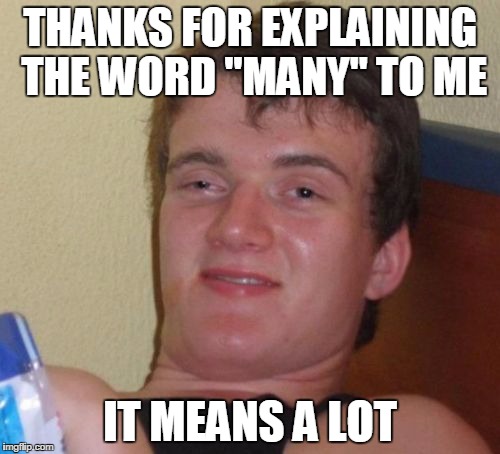 THANKS FOR EXPLAINING
THE WORD "MANY" TO ME
IT MEANS A LOT
imgflip.com